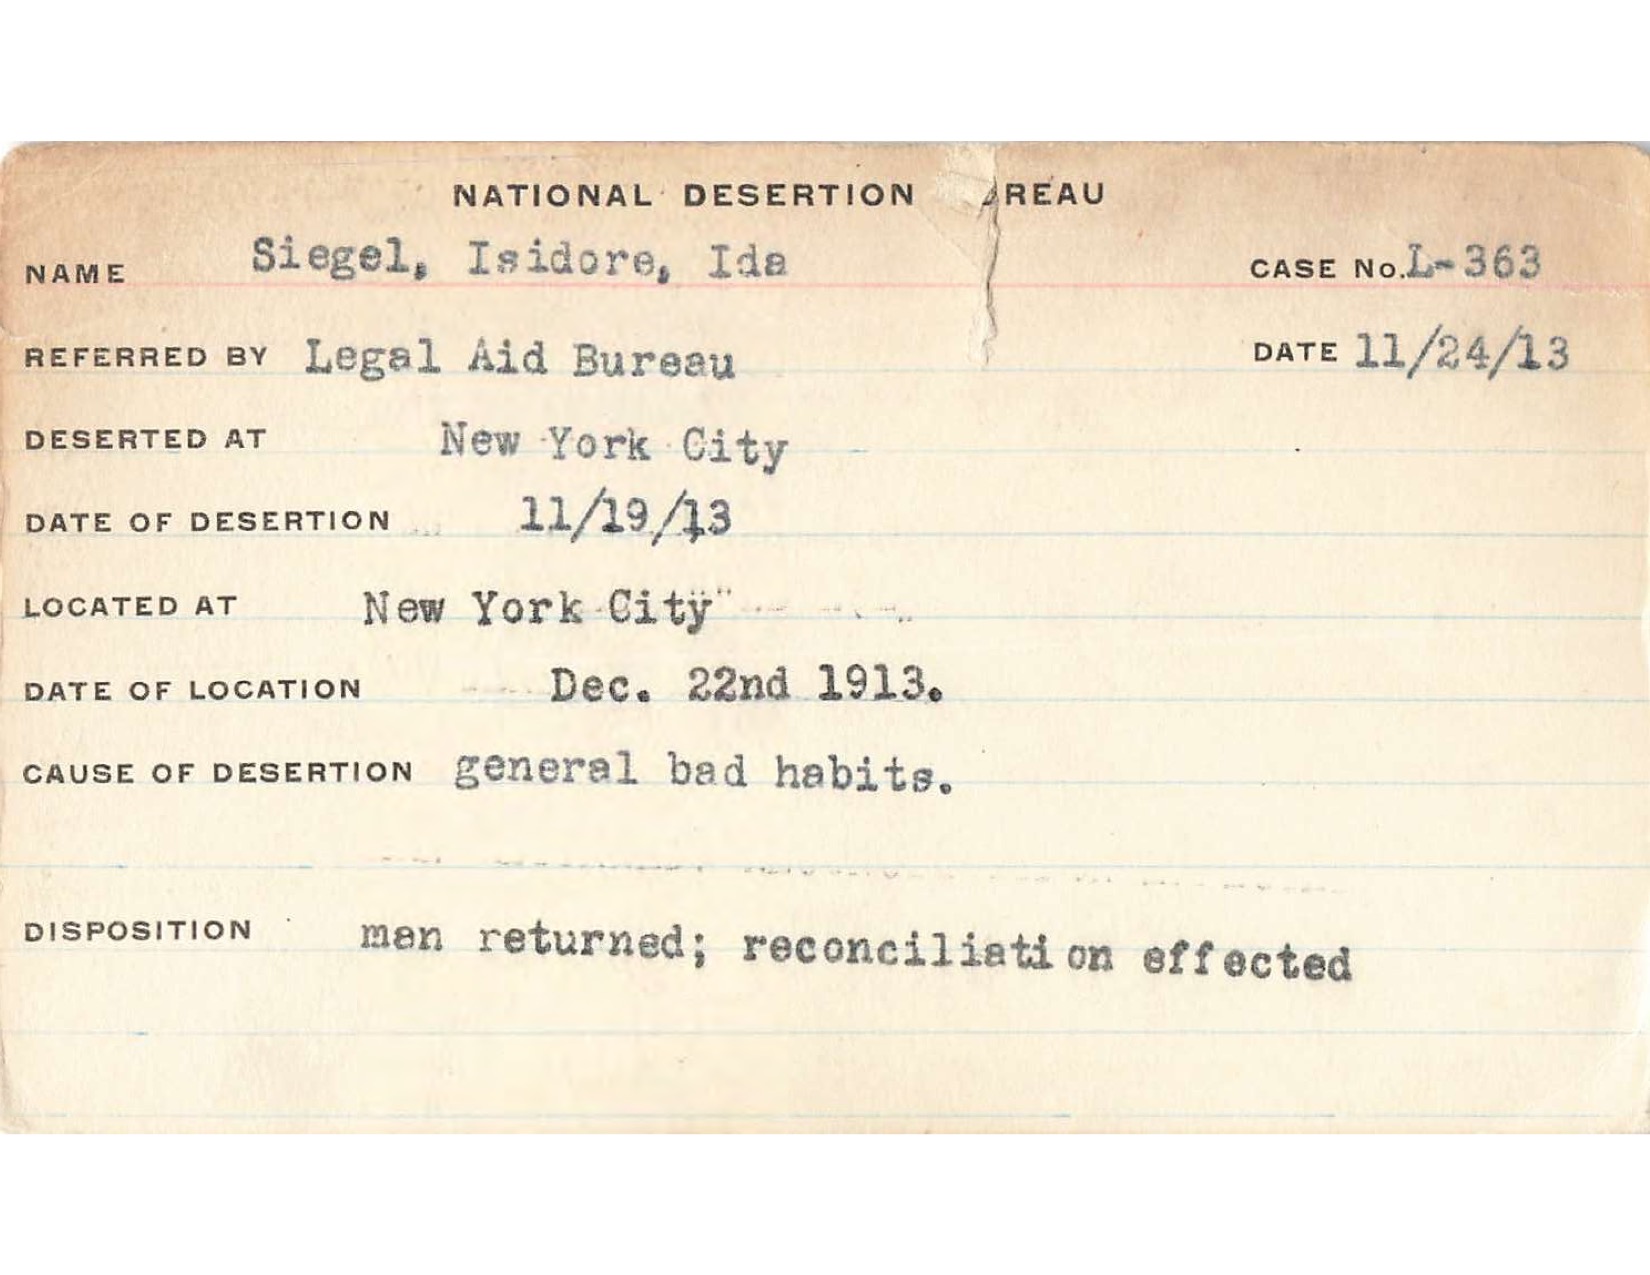 NATIONAL DESERTION REAU
NAME Siegel, Isidore, Ida CASE No. L-363
REFERRED BY Legal Aid Bureau DATE 11/24/13
DESERTED AT New York City
DATE OF DESERTION 11/19/13
LOCATED AT New York City
DATE OF LOCATION Dec. 22nd 1913.
CAUSE OF DESERTION general bad habits.
DISPOSITION man returned; reconciliation effected